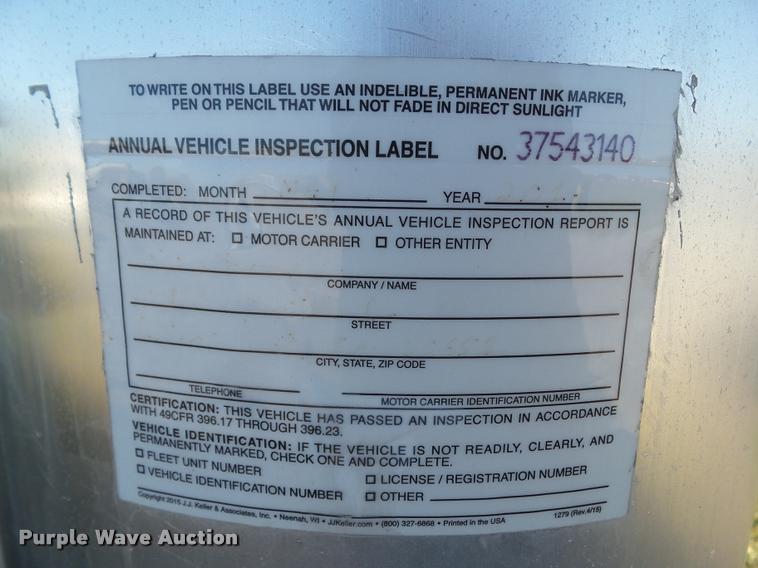 TO WRITE ON THIS LABEL USE AN INDELIBLE, PERMANENT INK MARKER,
PEN OR PENCIL THAT WILL NOT FADE IN DIRECT SUNLIGHT
ANNUAL VEHICLE INSPECTION LABEL NO. 37543140
COMPLETED: MONTH YEAR
A RECORD OF THIS VEHICLE'S ANNUAL VEHICLE INSPECTION REPORT IS
MAINTAINED AT: ☐ MOTOR CARRIER ☐ OTHER ENTITY
COMPANY / NAME
STREET
CITY, STATE, ZIP CODE
TELEPHONE MOTOR CARRIER IDENTIFICATION NUMBER
CERTIFICATION: THIS VEHICLE HAS PASSED AN INSPECTION IN ACCORDANCE
WITH 49CFR 396.17 THROUGH 396.23.
VEHICLE IDENTIFICATION: IF THE VEHICLE IS NOT READILY, CLEARLY, AND
PERMANENTLY MARKED, CHECK ONE AND COMPLETE.
☐ FLEET UNIT NUMBER ☐ LICENSE / REGISTRATION NUMBER
☐ VEHICLE IDENTIFICATION NUMBER ☐ OTHER
Copyright 2015 J.J. Keller & Associates, Inc. • Neenah, WI • JJKeller.com • (800) 327-6868 • Printed in the USA 1279 (Rev.4/15)
Purple Wave Auction